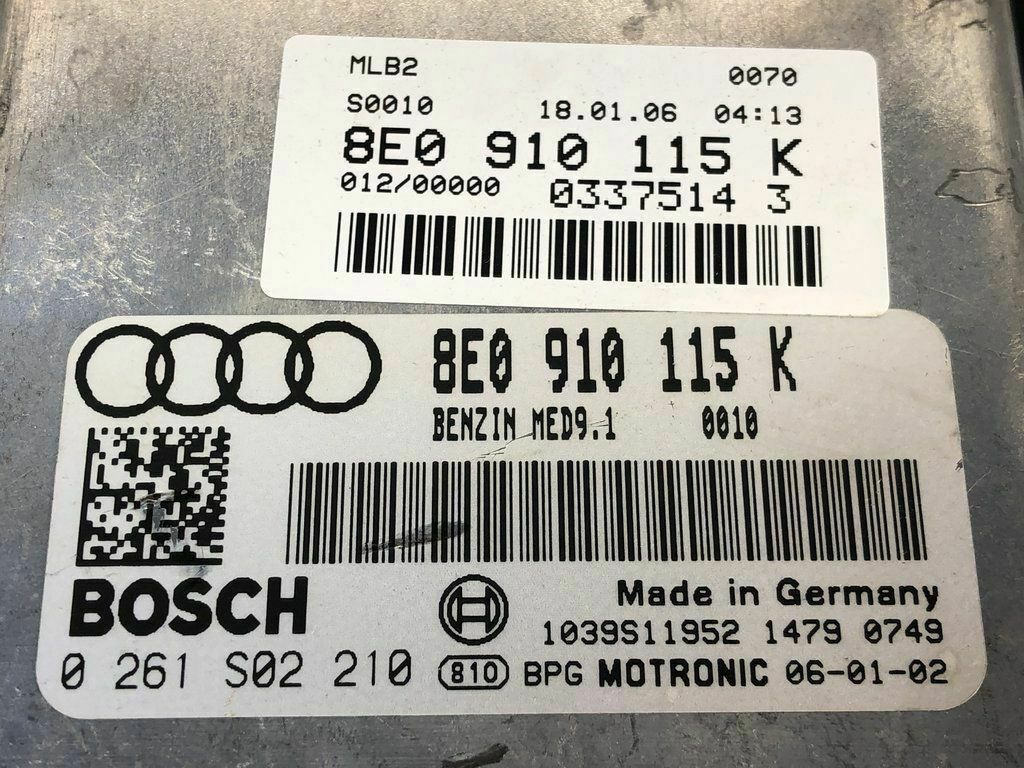 MLB2 0070
S0010 18.01.06 04:13
8E0 910 115 K
012/00000 0337514 3
8E0 910 115 K
BENZIN MED9.1 0010
BOSCH
Made in Germany
1039S11952 1479 0749
0 261 S02 210 810 BPG MOTRONIC 06-01-02